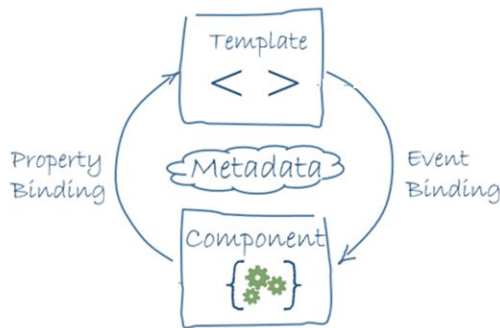 Template
< >
Property
Binding
Metadata
Event
Binding
Component
{ }